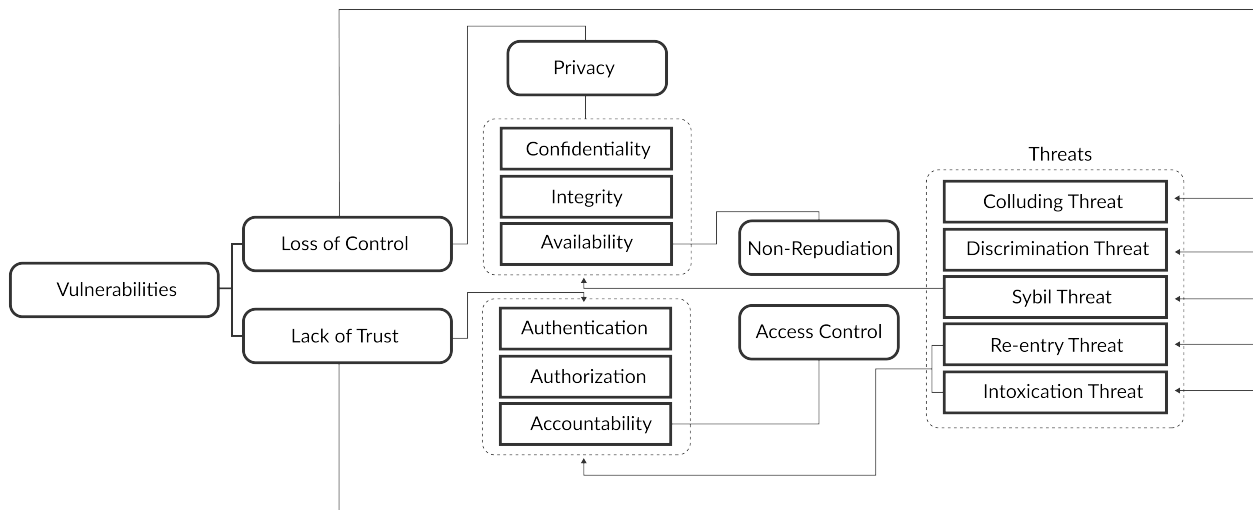 Privacy
Confidentiality
Integrity
Availability
Loss of Control
Vulnerabilities
Lack of Trust
Authentication
Authorization
Accountability
Non-Repudiation
Access Control
Threats
Colluding Threat
Discrimination Threat
Sybil Threat
Re-entry Threat
Intoxication Threat